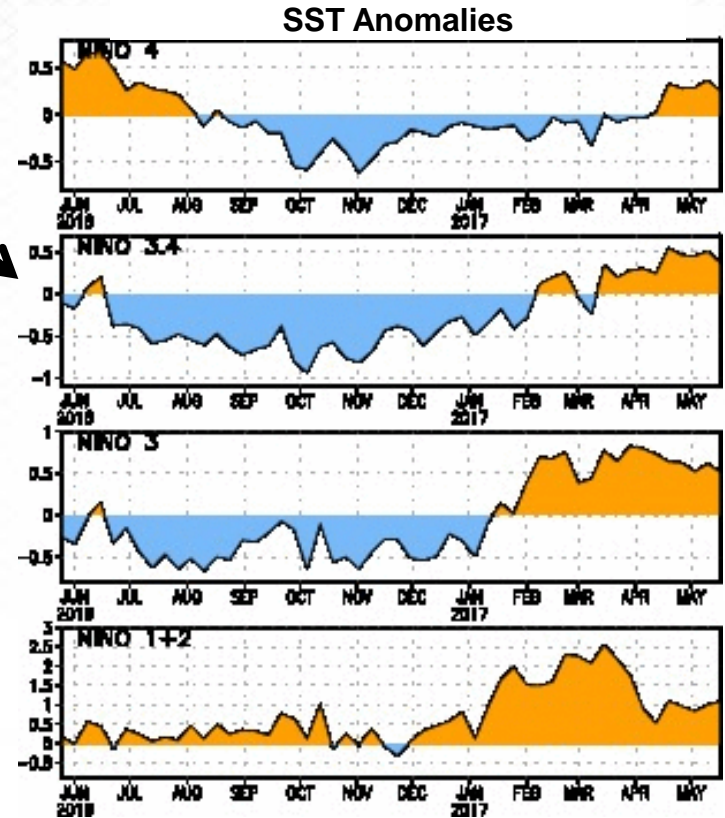 SST Anomalies
NINO 4
0.5
0
-0.5
JUN JUL AUG SEP OCT NOV DEC JAN FEB MAR APR MAY
2016 2017
NINO 3.4
0.5
0
-0.5
-1
JUN JUL AUG SEP OCT NOV DEC JAN FEB MAR APR MAY
2016 2017
NINO 3
1
0.5
0
-0.5
JUN JUL AUG SEP OCT NOV DEC JAN FEB MAR APR MAY
2016 2017
NINO 1+2
3
2.5
2
1.5
1
0.5
0
-0.5
JUN JUL AUG SEP OCT NOV DEC JAN FEB MAR APR MAY
2016 2017